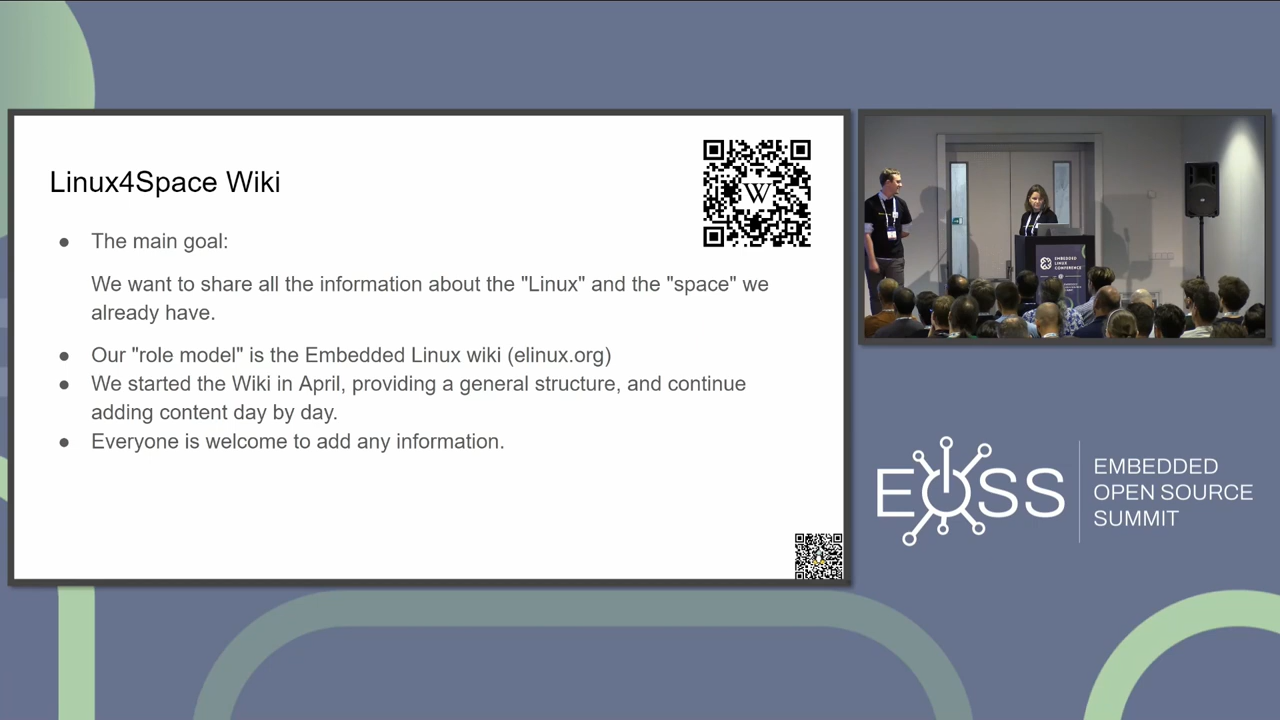 Linux4Space Wiki
W
● The main goal:
We want to share all the information about the "Linux" and the "space" we
already have.
● Our "role model" is the Embedded Linux wiki (elinux.org)
● We started the Wiki in April, providing a general structure, and continue
adding content day by day.
● Everyone is welcome to add any information.
EMBEDDED
LINUX
CONFERENCE
EOSS
EMBEDDED
OPEN SOURCE
SUMMIT